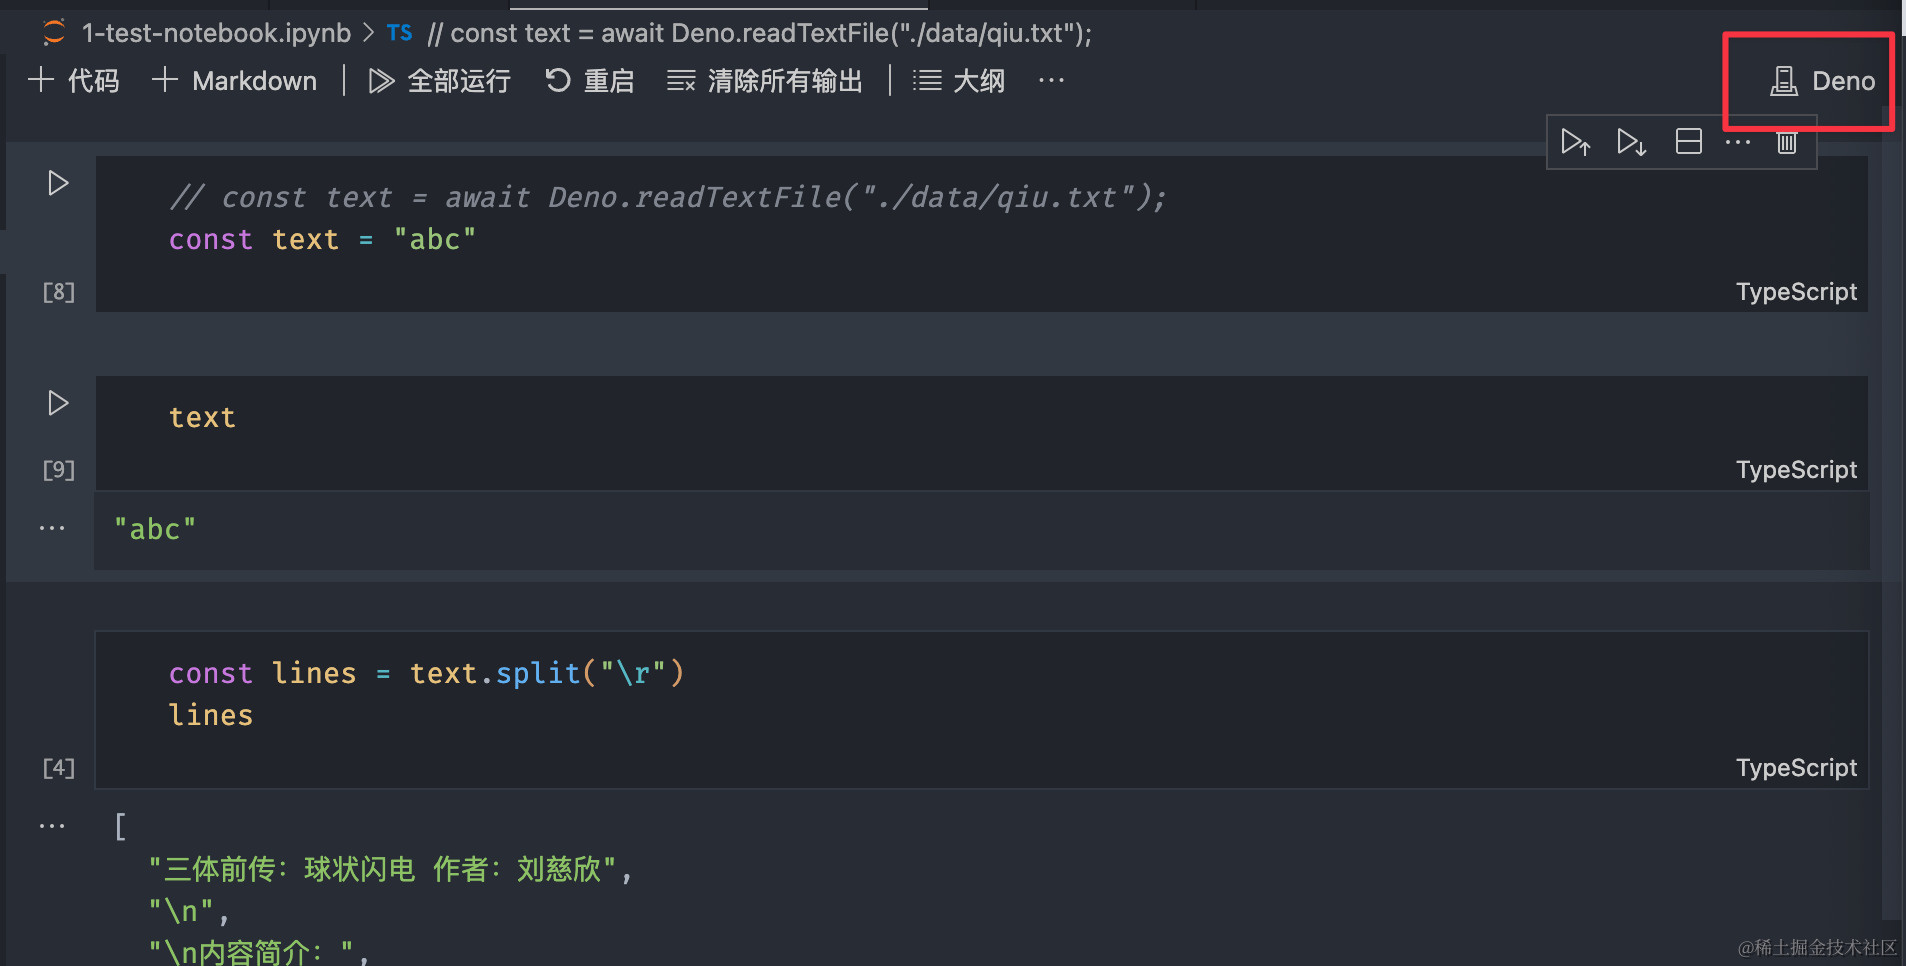 1-test-notebook.ipynb > TS // const text = await Deno.readTextFile("./data/qiu.txt");
+ 代码 + Markdown | 全部运行 重启 清除所有输出 | 大纲 ··· Deno
// const text = await Deno.readTextFile("./data/qiu.txt");
const text = "abc"
[8] TypeScript
text
[9] TypeScript
"abc"
const lines = text.split("\r")
lines
[4] TypeScript
[
"三体前传：球状闪电 作者：刘慈欣",
"\n",
"\n内容简介：",
@稀土掘金技术社区